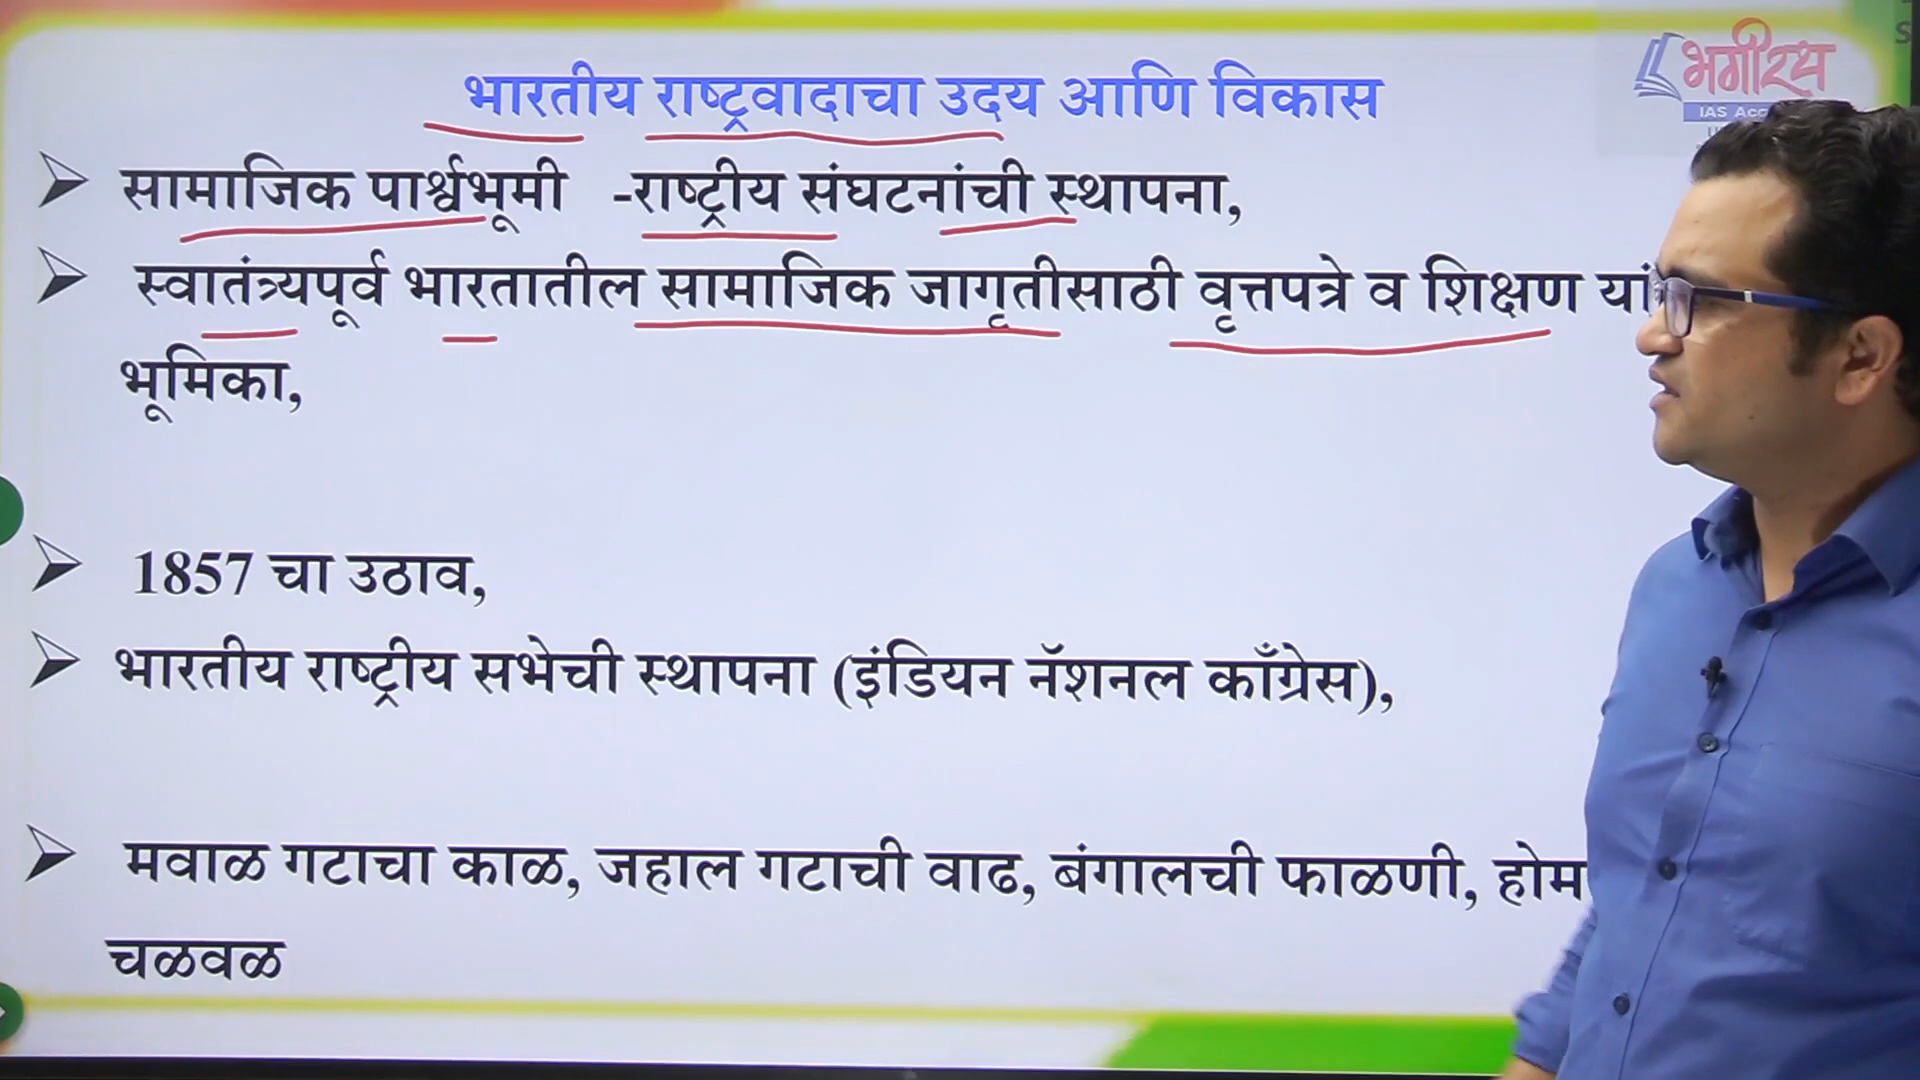 भगीरथ
IAS Aca
भारतीय राष्ट्रवादाचा उदय आणि विकास
सामाजिक पार्श्वभूमी -राष्ट्रीय संघटनांची स्थापना,
स्वातंत्र्यपूर्व भारतातील सामाजिक जागृतीसाठी वृत्तपत्रे व शिक्षण
भूमिका,
1857 चा उठाव,
भारतीय राष्ट्रीय सभेची स्थापना (इंडियन नॅशनल काँग्रेस),
मवाळ गटाचा काळ, जहाल गटाची वाढ, बंगालची फाळणी, होम
चळवळ